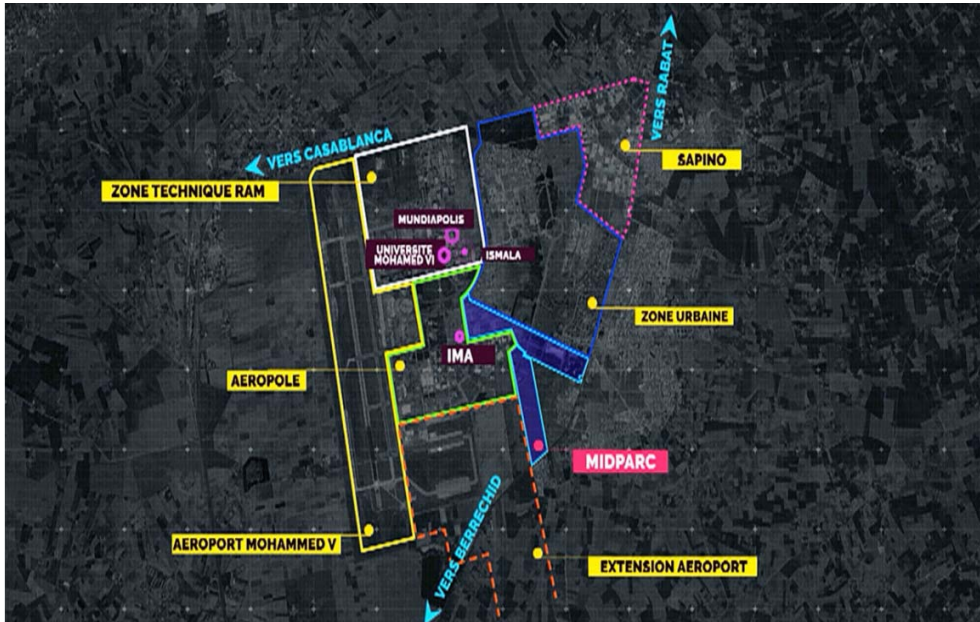 VERS RABAT
VERS CASABLANCA
SAPINO
ZONE TECHNIQUE RAM
MUNDIAPOLIS
UNIVERSITE
MOHAMED VI
ISMALA
ZONE URBAINE
IMA
AEROPOLE
MIDPARC
AEROPORT MOHAMMED V
VERS BERRECHID
EXTENSION AEROPORT